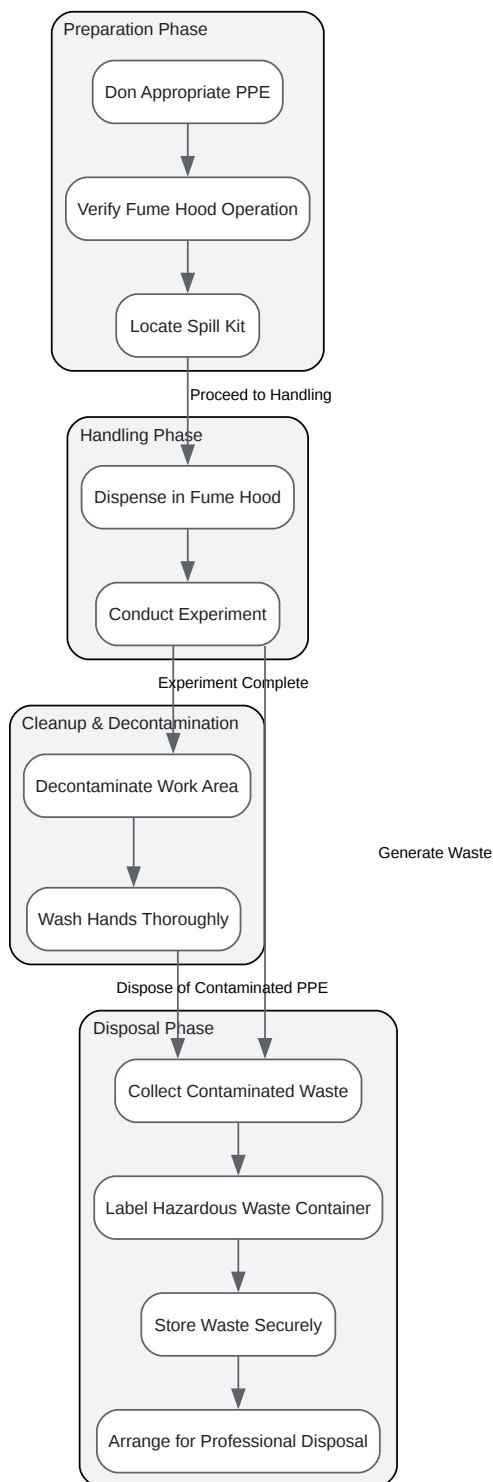 Preparation Phase
Don Appropriate PPE
Verify Fume Hood Operation
Locate Spill Kit
Proceed to Handling
Handling Phase
Dispense in Fume Hood
Conduct Experiment
Experiment Complete
Cleanup & Decontamination
Decontaminate Work Area
Generate Waste
Wash Hands Thoroughly
Dispose of Contaminated PPE
Disposal Phase
Collect Contaminated Waste
Label Hazardous Waste Container
Store Waste Securely
Arrange for Professional Disposal